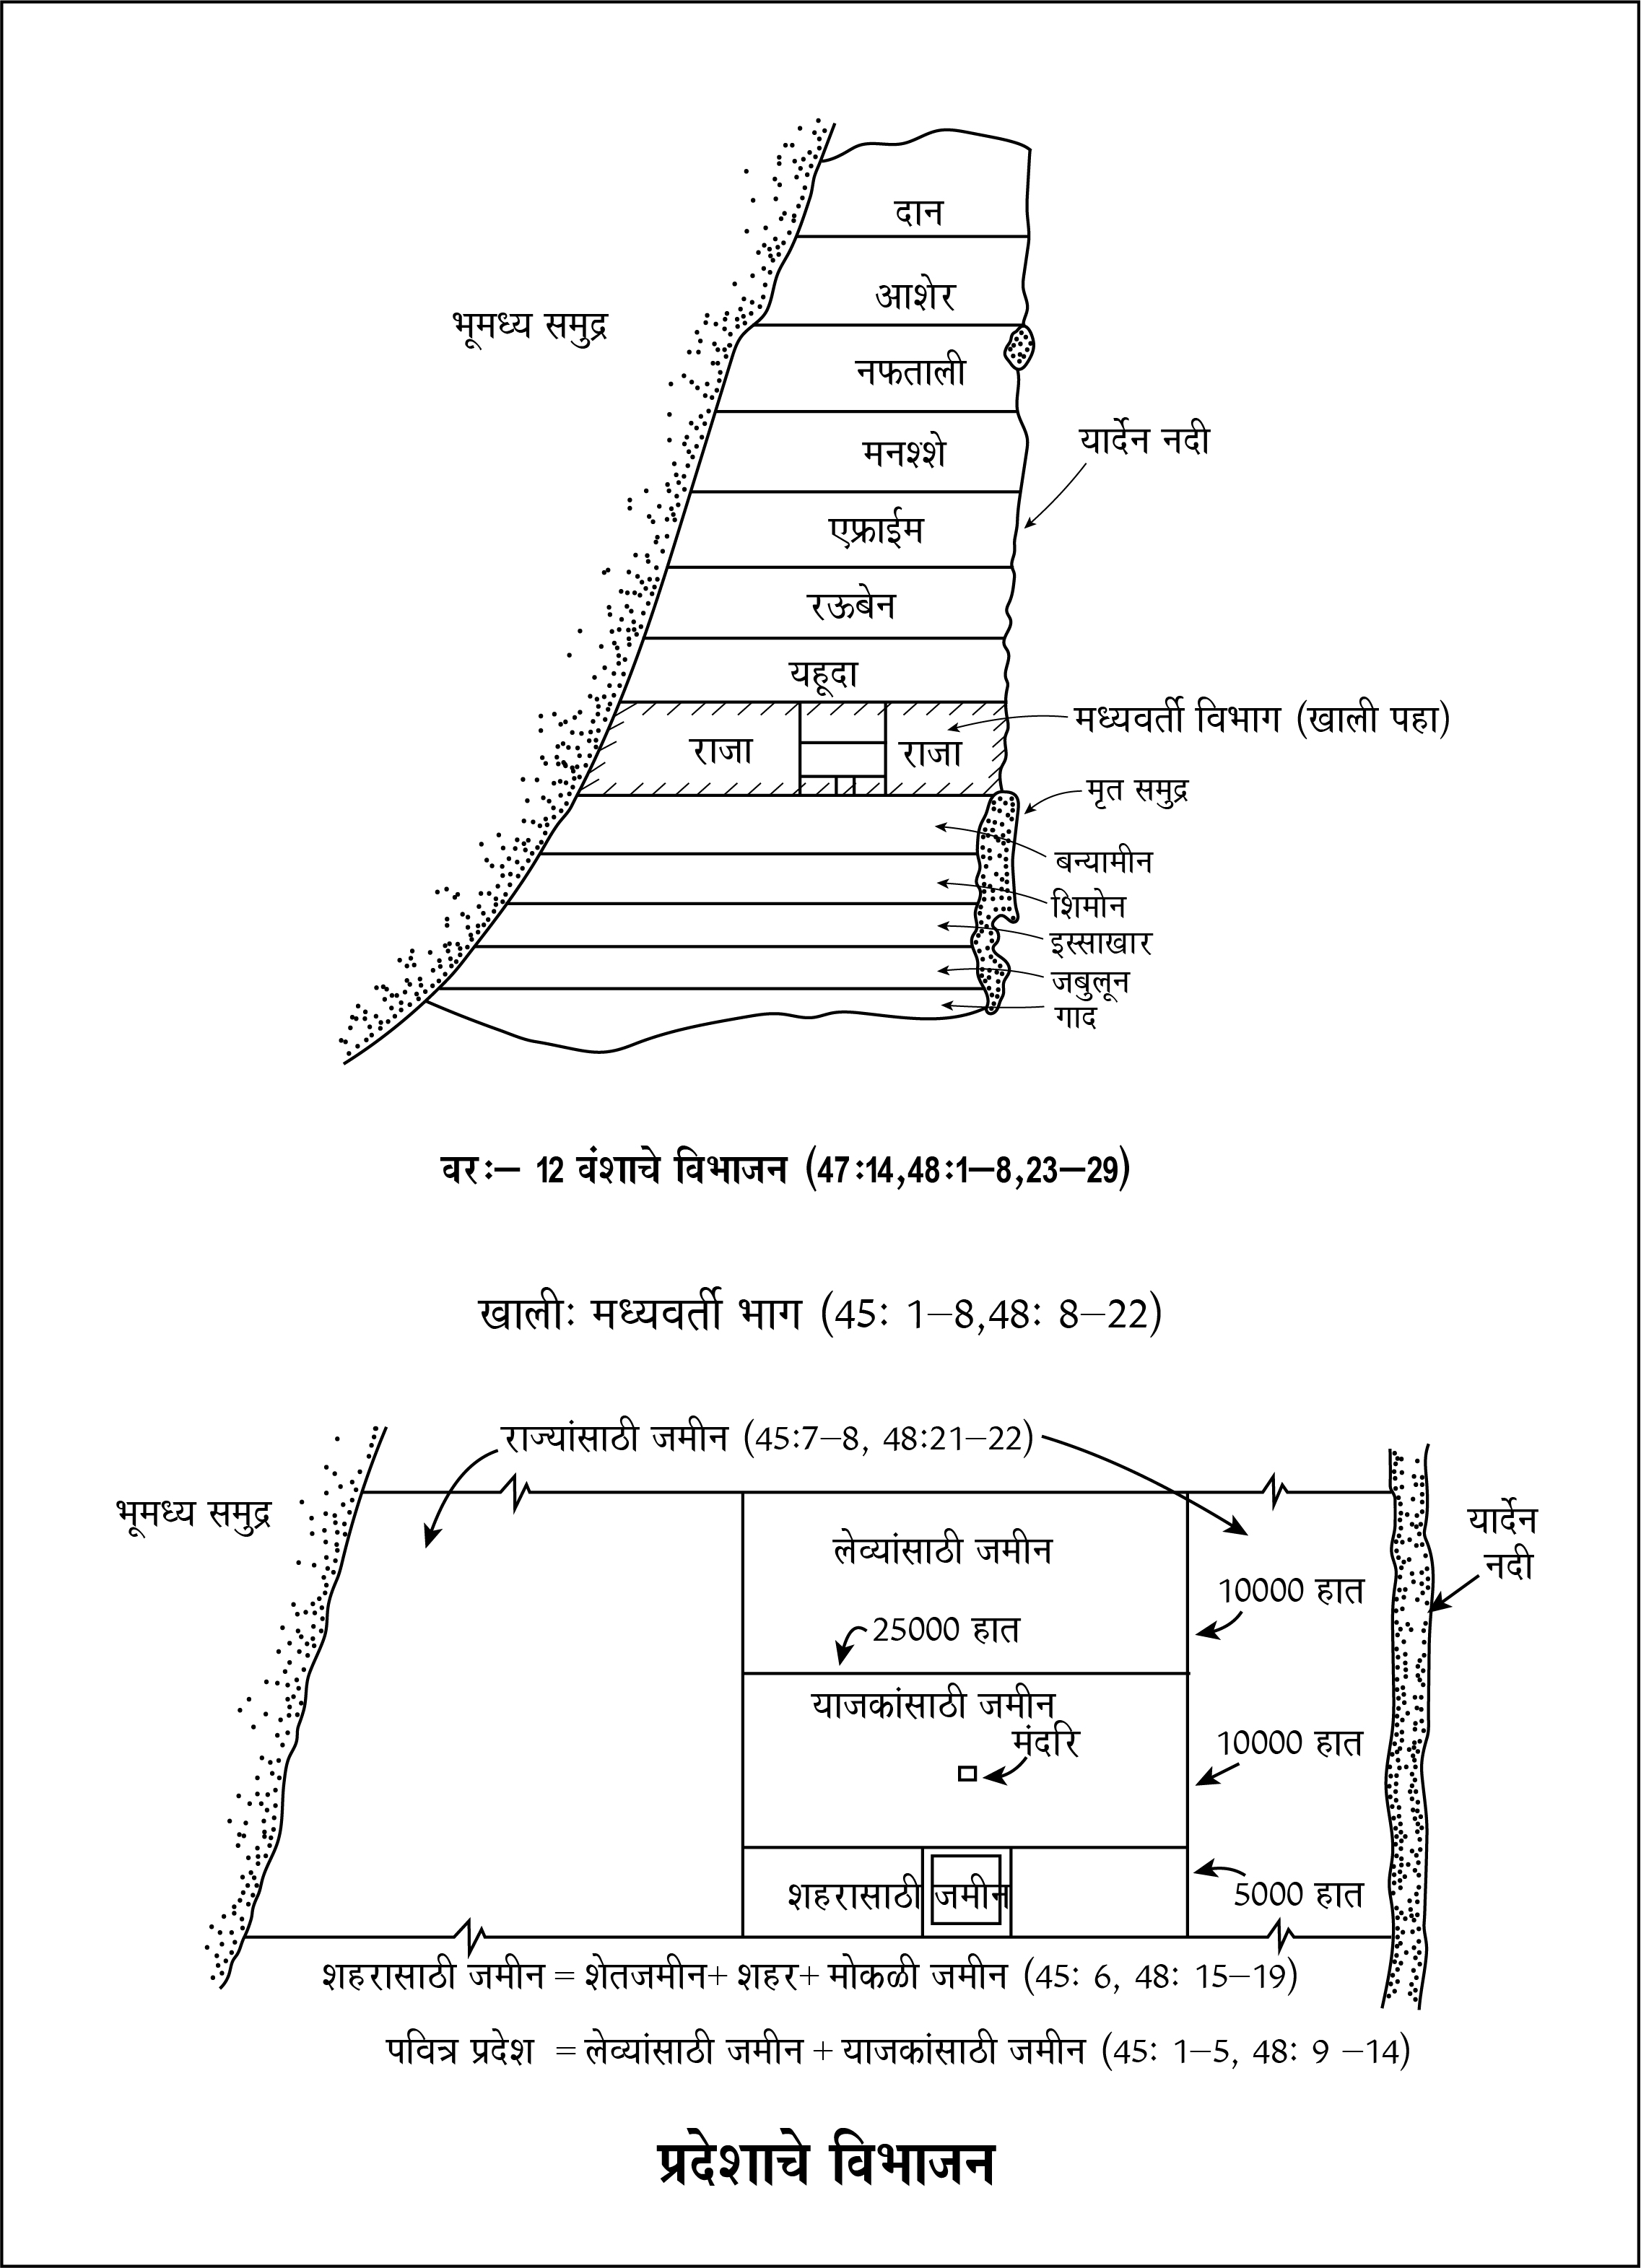 दान
आशेर
भूमध्य समुद्र
नफताली
यार्देन नदी
मनश्शे
एफ्राईम
रऊबेन
यहूदा
मध्यवर्ती विभाग (खाली पहा)
राजा
राजा
मृत समुद्र
बन्यामीन
शिमोन
इस्साखार
जबुलून
गाद
वरः– 12 वंशाचे विभाजन (47:14,48:1–8,23–29)
खालीः मध्यवर्ती भाग (45: 1–8,48: 8–22)
राज्यांसाठी जमीन (45:7–8, 48:21–22)
भूमध्य समुद्र
यार्देन
नदी
लेव्यांसाठी जमीन
10000 हात
25000 हात
याजकांसाठी जमीन
मंदारि
10000 हात
शहरासाठी जमीन
5000 हात
शहरासाठी जमीन = शेतजमीन+ शहर+ मोकळी जमीन (45: 6, 48: 15–19)
पवित्र प्रदेश = लेव्यांसाठी जमीन + याजकांसाठी जमीन (45: 1–5, 48: 9 –14)
प्रदेशाचे विभाजन